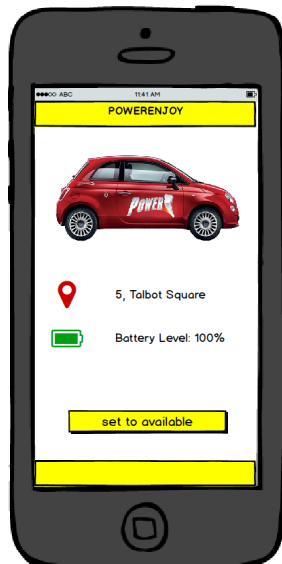 ABC 11:41 AM
POWERENJOY
POWER
5, Talbot Square
Battery Level: 100%
set to available